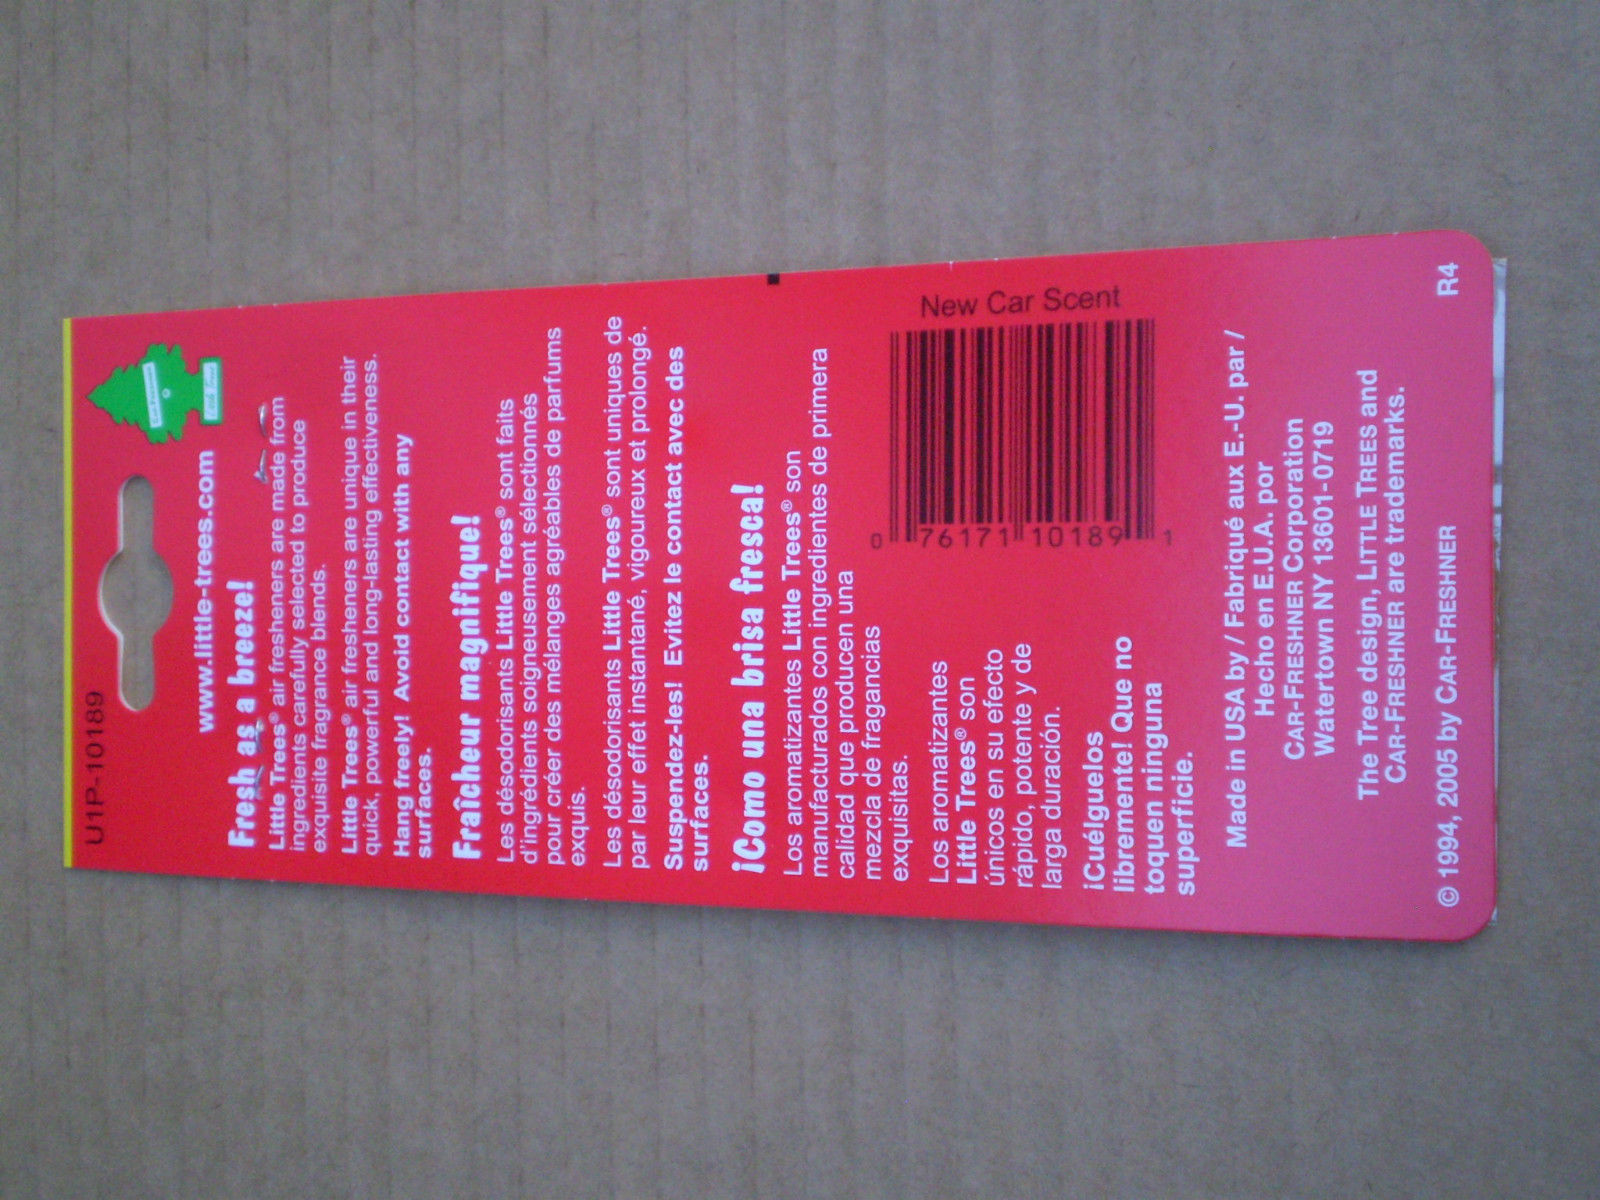 U1P-10189
www.little-trees.com
Fresh as a breeze!
Little Trees® air fresheners are made from
ingredients carefully selected to produce
exquisite fragrance blends.
Little Trees® air fresheners are unique in their
quick, powerful and long-lasting effectiveness.
Hang freely! Avoid contact with any
surfaces.
Fraîcheur magnifique!
Les désodorisants Little Trees® sont faits
d'ingrédients soigneusement sélectionnés
pour créer des mélanges agréables de parfums
exquis.
Les désodorisants Little Trees® sont uniques de
par leur effet instantané, vigoureux et prolongé.
Suspendez-les! Evitez le contact avec des
surfaces.
¡Como una brisa fresca!
Los aromatizantes Little Trees® son
manufacturados con ingredientes de primera
calidad que producen una
mezcla de fragancias
exquisitas.
Los aromatizantes
Little Trees® son
únicos en su efecto
rápido, potente y de
larga duración.
¡Cuélguelos
libremente! Que no
toquen ninguna
superficie.
New Car Scent
0 76171 10189 1
Made in USA by / Fabriqué aux E.-U. par /
Hecho en E.U.A. por
CAR-FRESHNER Corporation
Watertown NY 13601-0719
The Tree design, LITTLE TREES and
CAR-FRESHNER are trademarks.
© 1994, 2005 by CAR-FRESHNER
R4